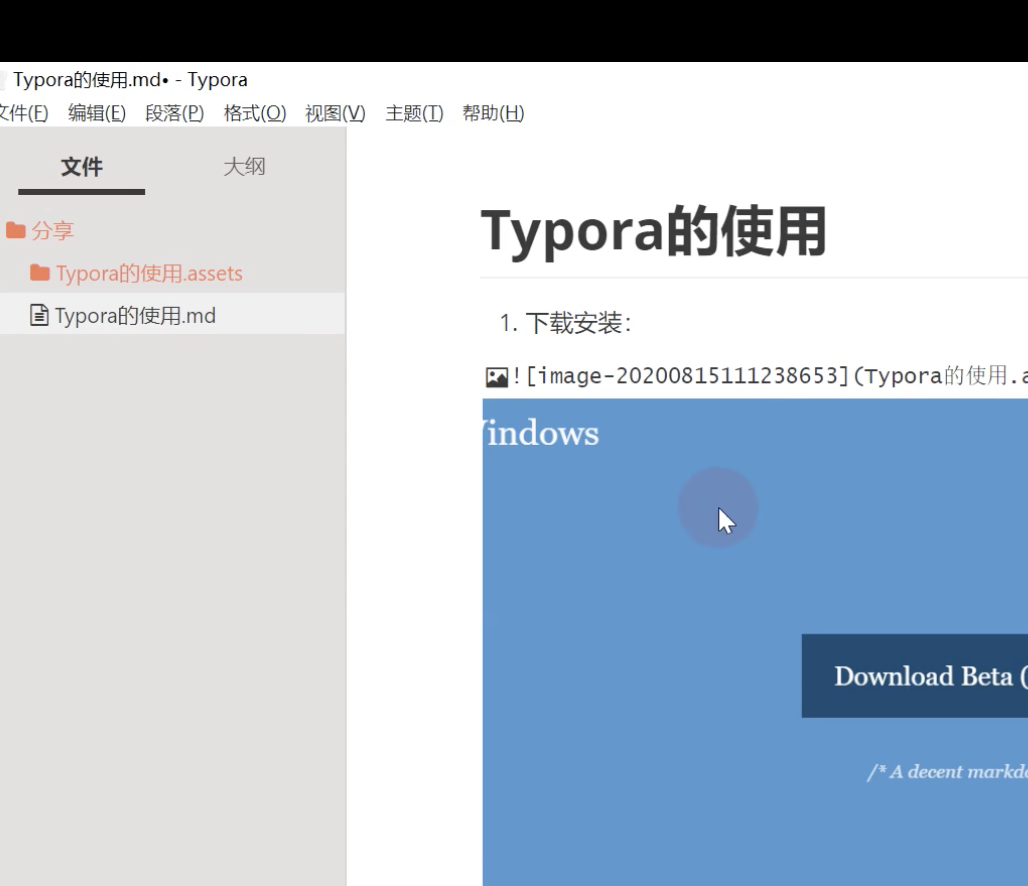 Typora的使用.md• - Typora
文件(F) 编辑(E) 段落(P) 格式(O) 视图(V) 主题(T) 帮助(H)
文件 大纲
分享
Typora的使用.assets
Typora的使用.md
Typora的使用
1. 下载安装：
![image-20200815111238653](Typora的使用.a
Windows
Download Beta (
/* A decent markd